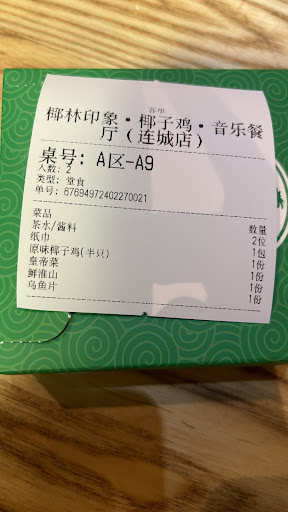 客单
椰林印象·椰子鸡·音乐餐
厅（连城店）
桌号: A区-A9
人数: 2
类型: 堂食
单号: 67694972402270021
菜品 数量
茶水/酱料 2位
纸巾 1包
原味椰子鸡(半只) 1份
皇帝菜 1份
鲜淮山 1份
乌鱼片 1份